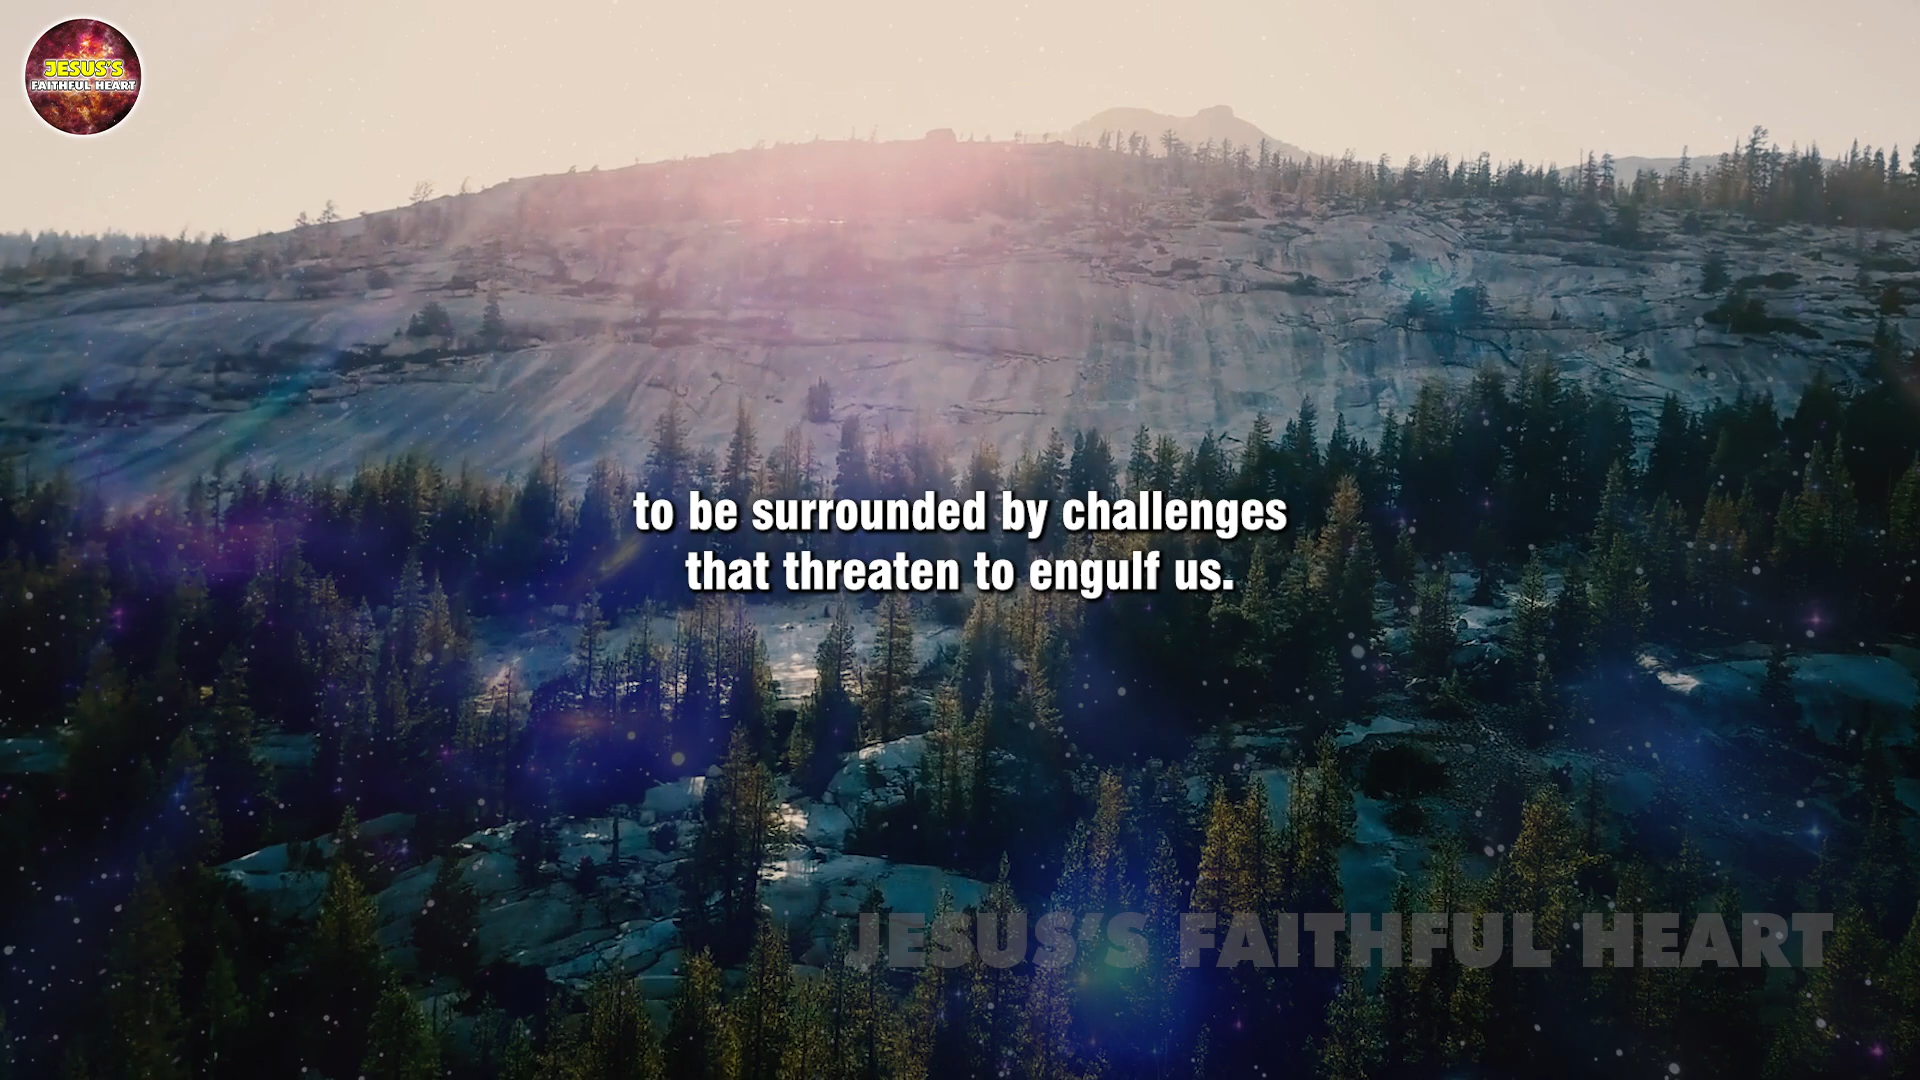 JESUS'S
FAITHFUL HEART
to be surrounded by challenges
that threaten to engulf us.
JESUS'S FAITHFUL HEART